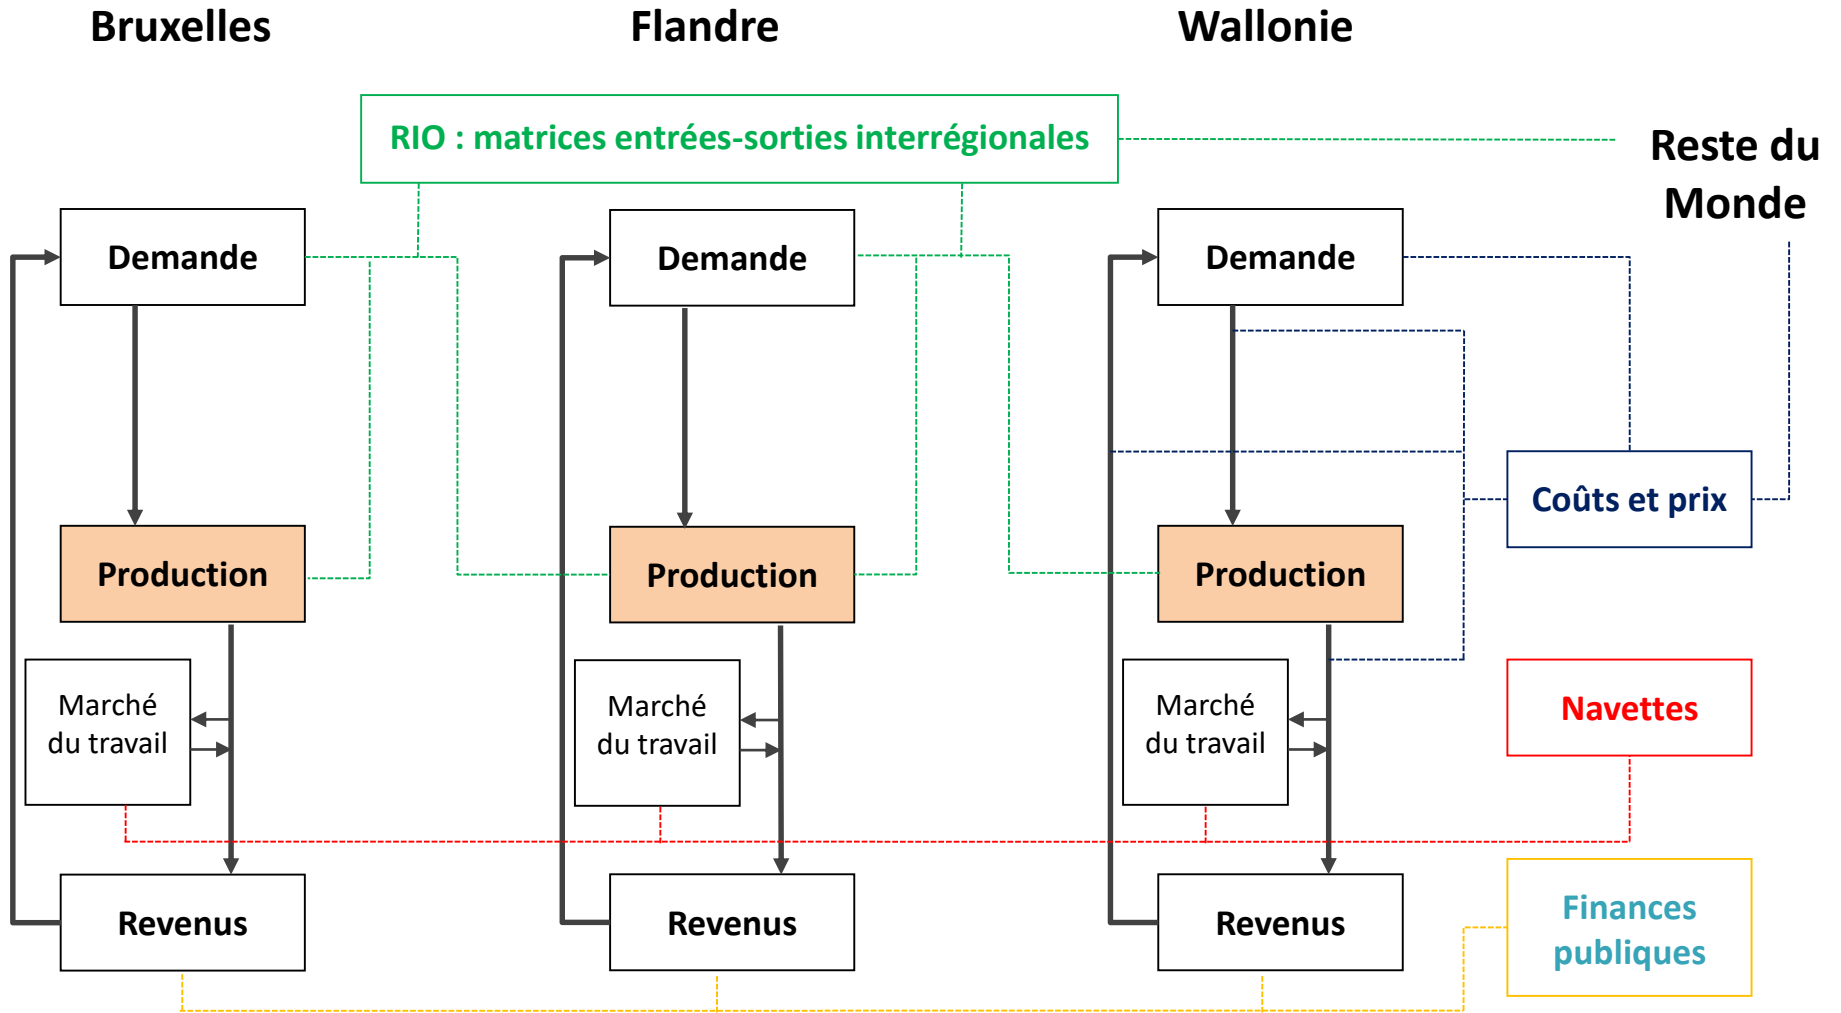 Bruxelles
Flandre
Wallonie
RIO : matrices entrées-sorties interrégionales
Reste du
Monde
Demande
Demande
Demande
Coûts et prix
Production
Production
Production
Marché
du travail
Marché
du travail
Marché
du travail
Navettes
Revenus
Revenus
Revenus
Finances
publiques